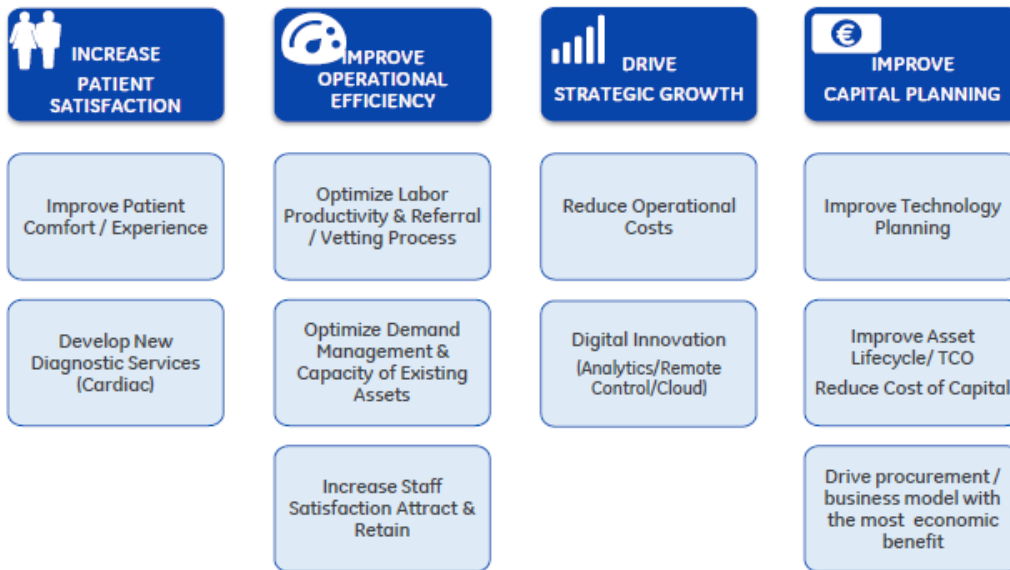 INCREASE
PATIENT
SATISFACTION
Improve Patient
Comfort / Experience
Develop New
Diagnostic Services
(Cardiac)
IMPROVE
OPERATIONAL
EFFICIENCY
Optimize Labor
Productivity & Referral
/ Vetting Process
Optimize Demand
Management &
Capacity of Existing
Assets
Increase Staff
Satisfaction Attract &
Retain
DRIVE
STRATEGIC GROWTH
Reduce Operational
Costs
Digital Innovation
(Analytics/Remote
Control/Cloud)
€
IMPROVE
CAPITAL PLANNING
Improve Technology
Planning
Improve Asset
Lifecycle/ TCO
Reduce Cost of Capital
Drive procurement /
business model with
the most economic
benefit